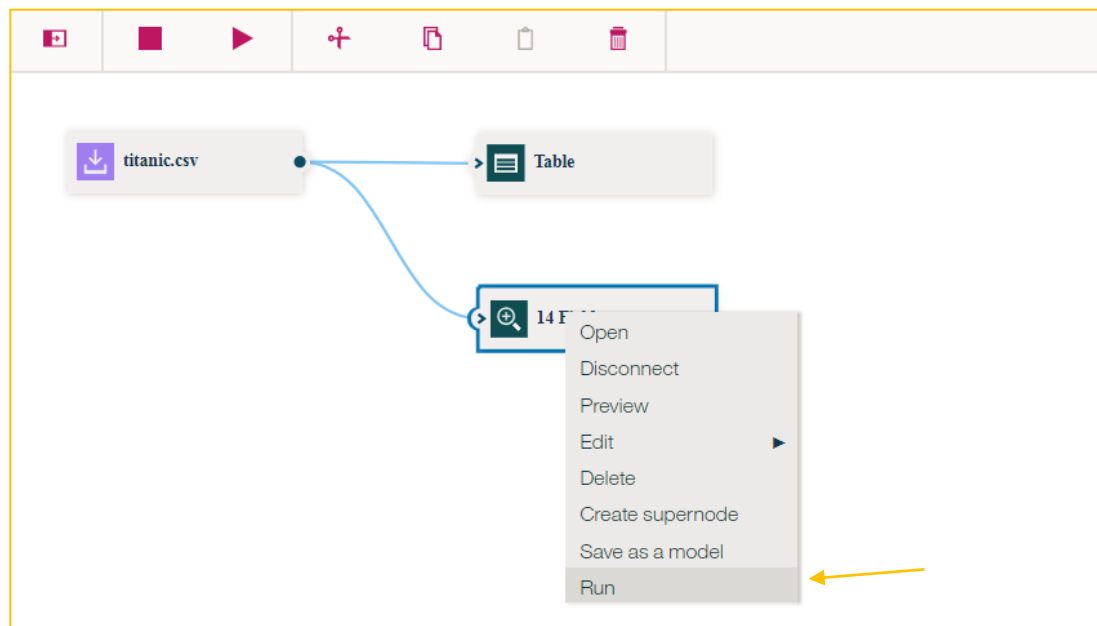 titanic.csv
Table
14
Open
Disconnect
Preview
Edit
Delete
Create supernode
Save as a model
Run